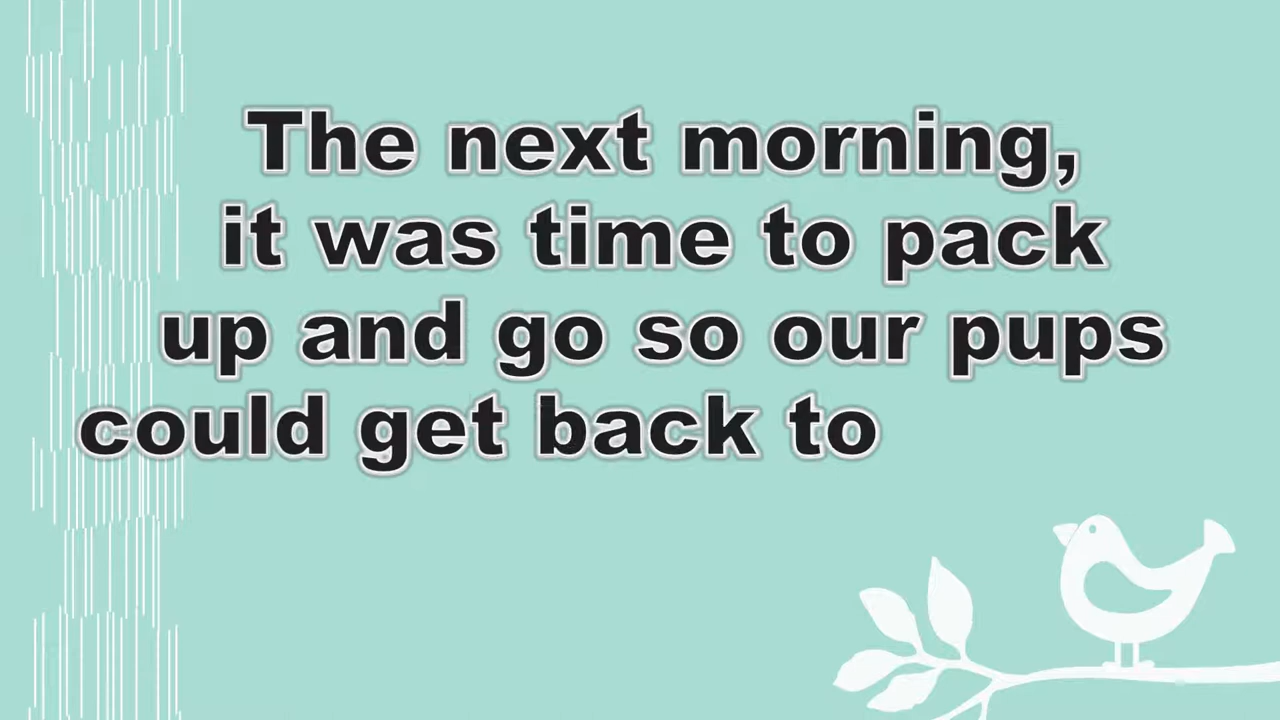 The next morning,
it was time to pack
up and go so our pups
could get back to